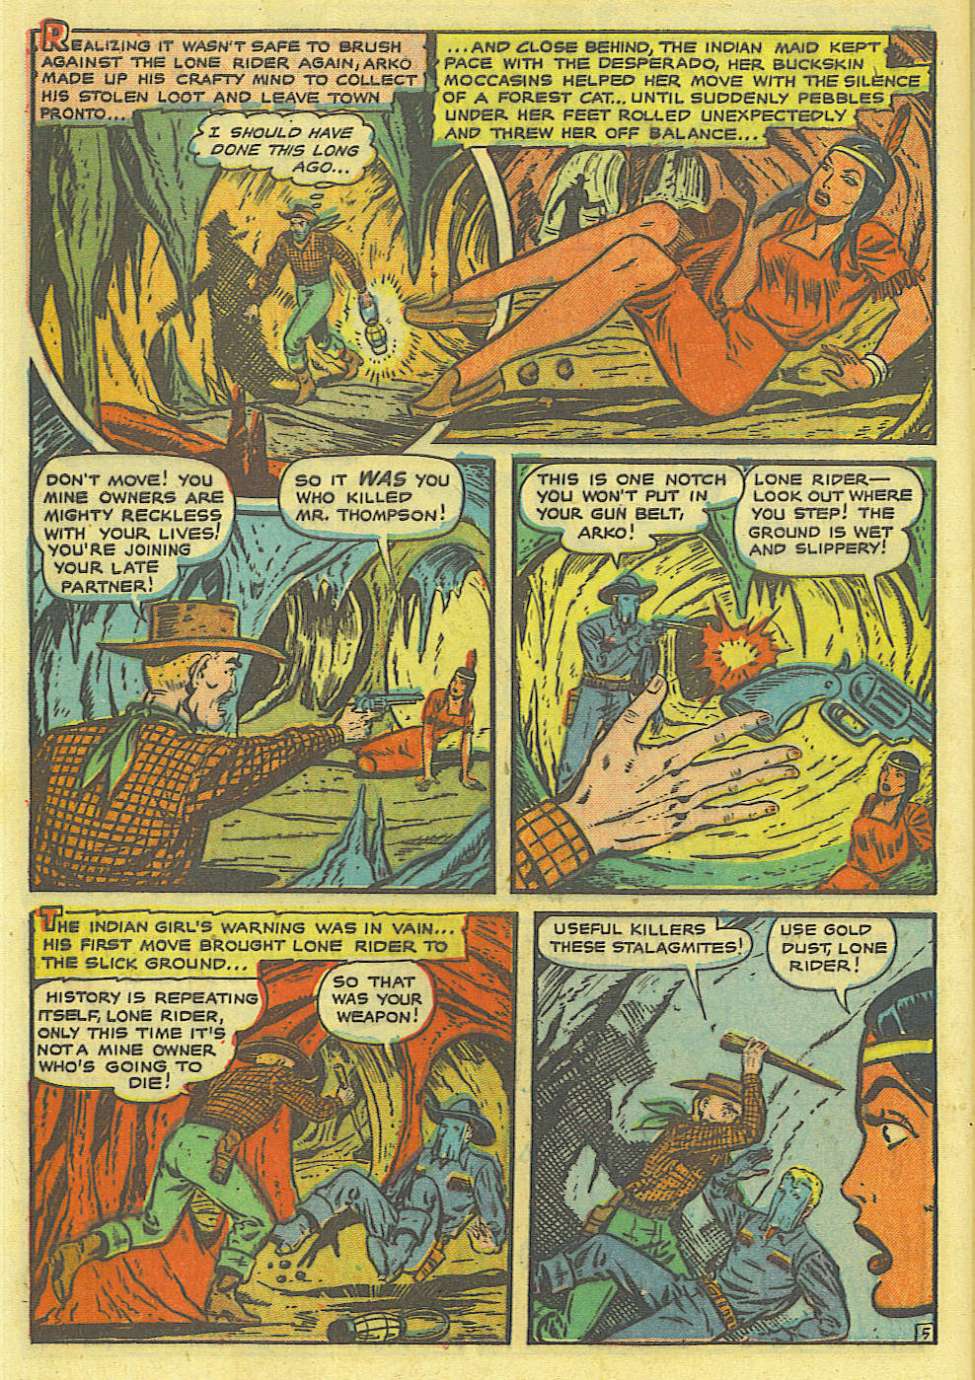 REALIZING IT WASN'T SAFE TO BRUSH
AGAINST THE LONE RIDER AGAIN, ARKO
MADE UP HIS CRAFTY MIND TO COLLECT
HIS STOLEN LOOT AND LEAVE TOWN
PRONTO...
I SHOULD HAVE
DONE THIS LONG
AGO...
...AND CLOSE BEHIND, THE INDIAN MAID KEPT
PACE WITH THE DESPERADO, HER BUCKSKIN
MOCCASINS HELPED HER MOVE WITH THE SILENCE
OF A FOREST CAT... UNTIL SUDDENLY PEBBLES
UNDER HER FEET ROLLED UNEXPECTEDLY
AND THREW HER OFF BALANCE...
DON'T MOVE! YOU
MINE OWNERS ARE
MIGHTY RECKLESS
WITH YOUR LIVES!
YOU'RE JOINING
YOUR LATE
PARTNER!
SO IT WAS YOU
WHO KILLED
MR. THOMPSON!
THIS IS ONE NOTCH
YOU WON'T PUT IN
YOUR GUN BELT,
ARKO!
LONE RIDER—
LOOK OUT WHERE
YOU STEP! THE
GROUND IS WET
AND SLIPPERY!
THE INDIAN GIRL'S WARNING WAS IN VAIN...
HIS FIRST MOVE BROUGHT LONE RIDER TO
THE SLICK GROUND...
HISTORY IS REPEATING
ITSELF, LONE RIDER,
ONLY THIS TIME IT'S
NOT A MINE OWNER
WHO'S GOING TO
DIE!
SO THAT
WAS YOUR
WEAPON!
USEFUL KILLERS
THESE STALAGMITES!
USE GOLD
DUST, LONE
RIDER!
5